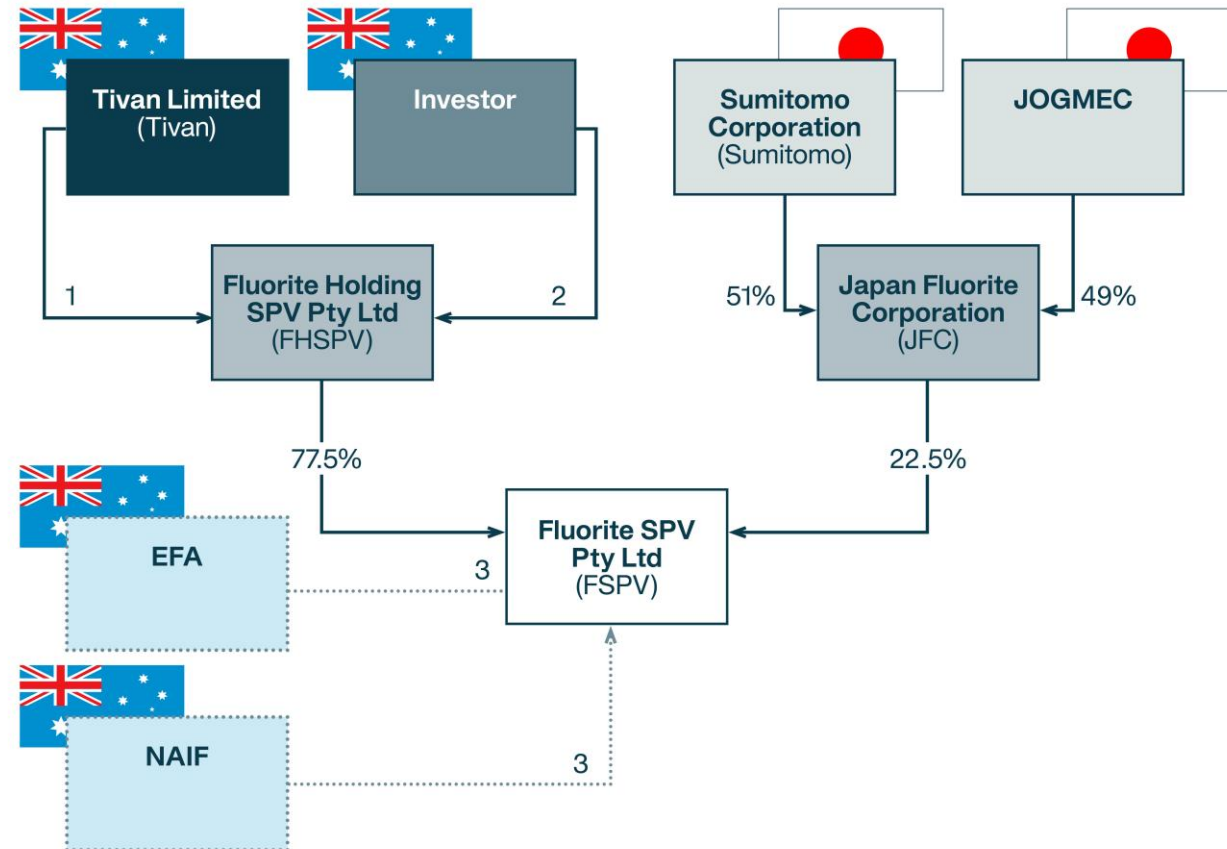 Tivan Limited
(Tivan)
Investor
Sumitomo
Corporation
(Sumitomo)
JOGMEC
1
Fluorite Holding
SPV Pty Ltd
(FHSPV)
2
51%
Japan Fluorite
Corporation
(JFC)
49%
77.5%
22.5%
EFA
3
Fluorite SPV
Pty Ltd
(FSPV)
NAIF
3